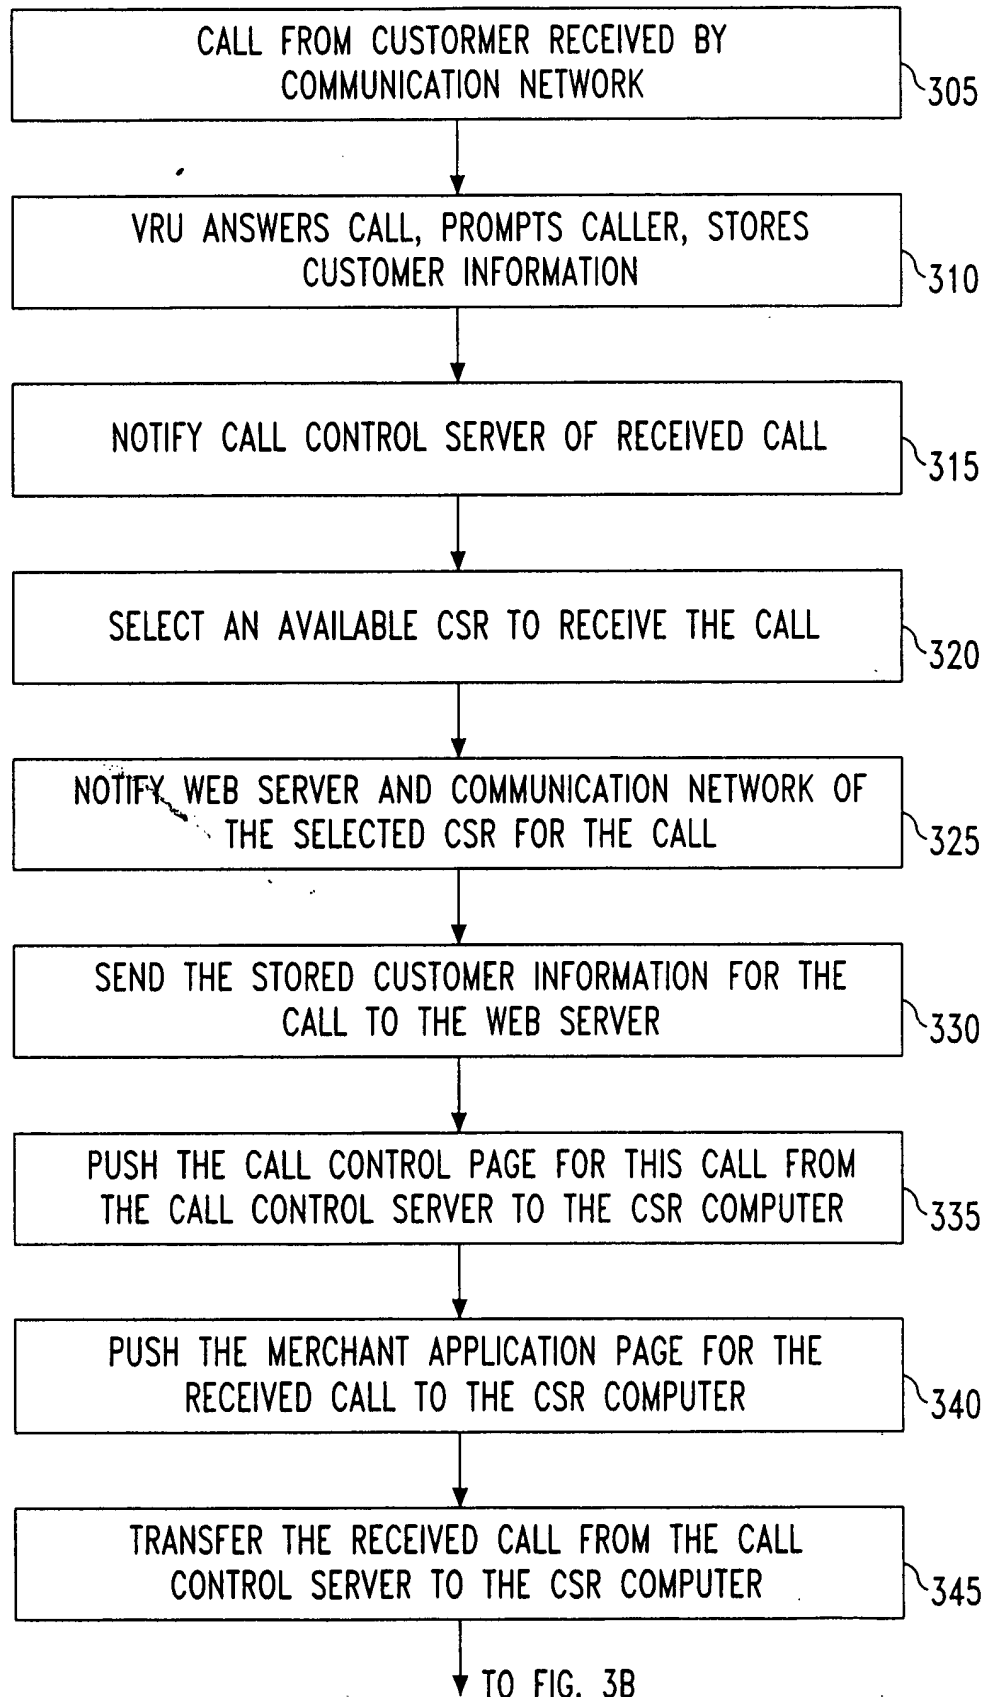 CALL FROM CUSTORMER RECEIVED BY
COMMUNICATION NETWORK
305
VRU ANSWERS CALL, PROMPTS CALLER, STORES
CUSTOMER INFORMATION
310
NOTIFY CALL CONTROL SERVER OF RECEIVED CALL
315
SELECT AN AVAILABLE CSR TO RECEIVE THE CALL
320
NOTIFY WEB SERVER AND COMMUNICATION NETWORK OF
THE SELECTED CSR FOR THE CALL
325
SEND THE STORED CUSTOMER INFORMATION FOR THE
CALL TO THE WEB SERVER
330
PUSH THE CALL CONTROL PAGE FOR THIS CALL FROM
THE CALL CONTROL SERVER TO THE CSR COMPUTER
335
PUSH THE MERCHANT APPLICATION PAGE FOR THE
RECEIVED CALL TO THE CSR COMPUTER
340
TRANSFER THE RECEIVED CALL FROM THE CALL
CONTROL SERVER TO THE CSR COMPUTER
345
TO FIG. 3B